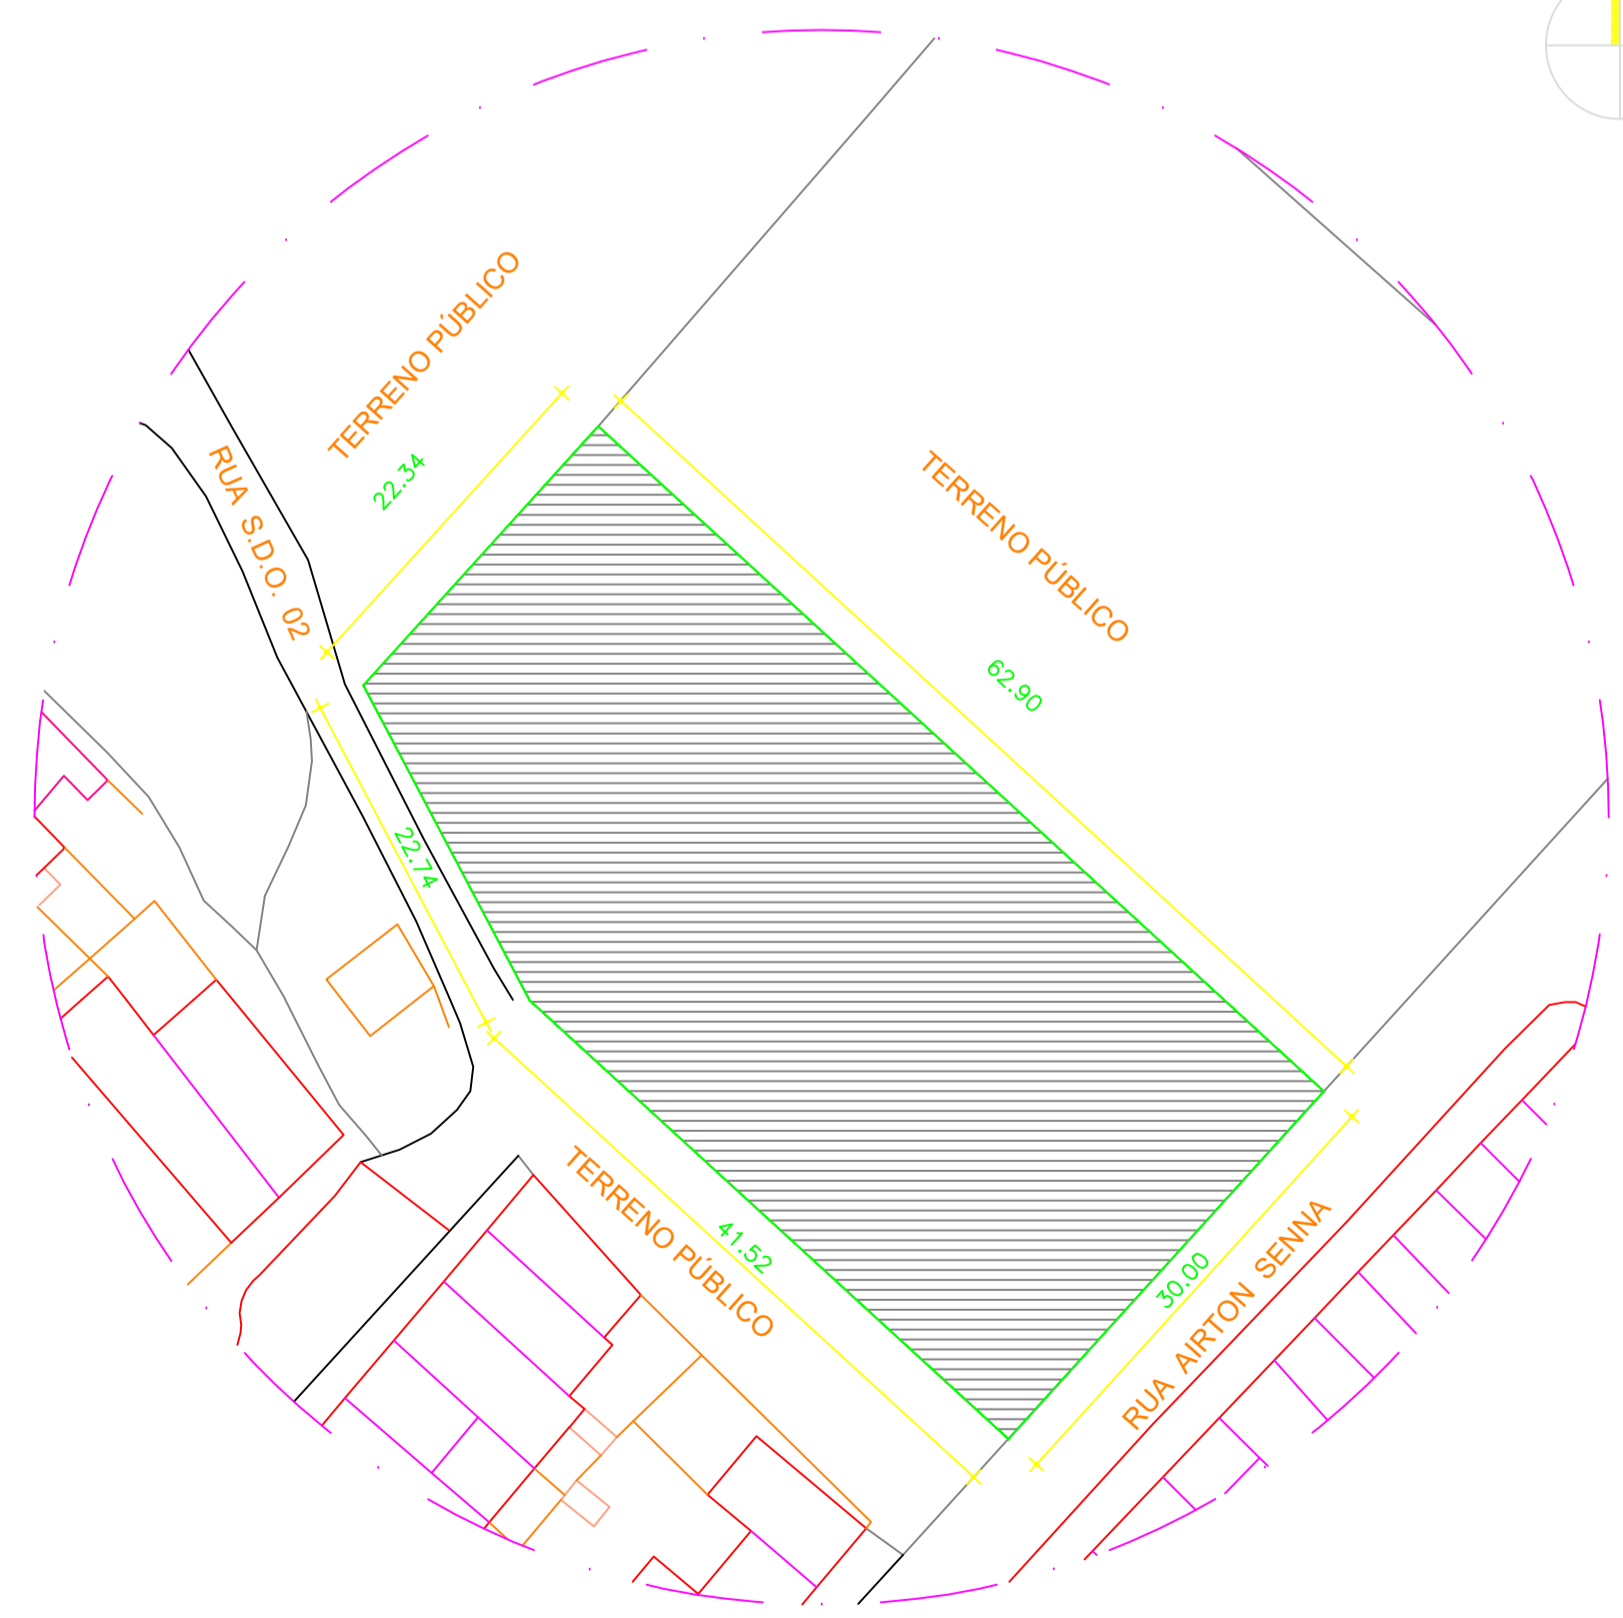 TERRENO PÚBLICO
22.34
RUA S.D.O. 02
TERRENO PÚBLICO
62.90
22.74
TERRENO PÚBLICO
41.52
30.00
RUA AIRTON SENNA